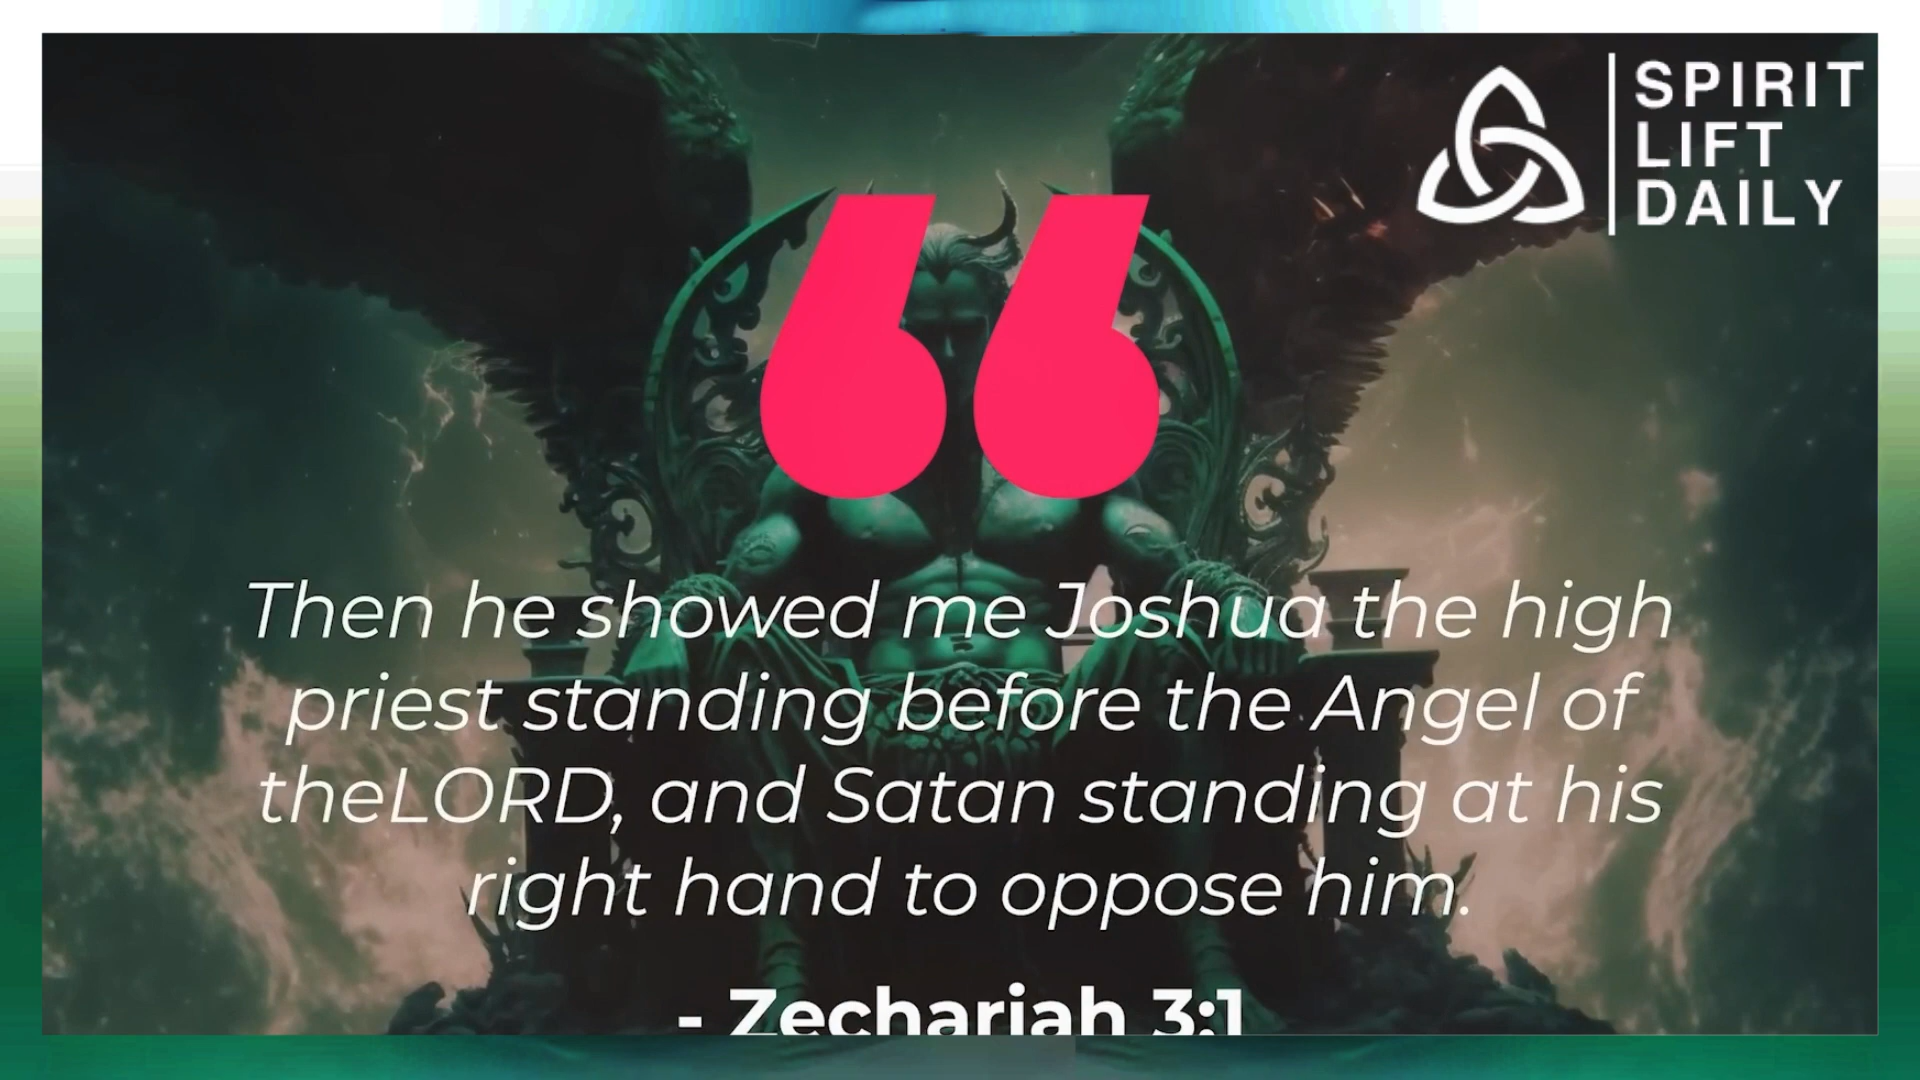 SPIRIT
LIFT
DAILY
Then he showed me Joshua the high
priest standing before the Angel of
theLORD, and Satan standing at his
right hand to oppose him.
- Zechariah 3:1